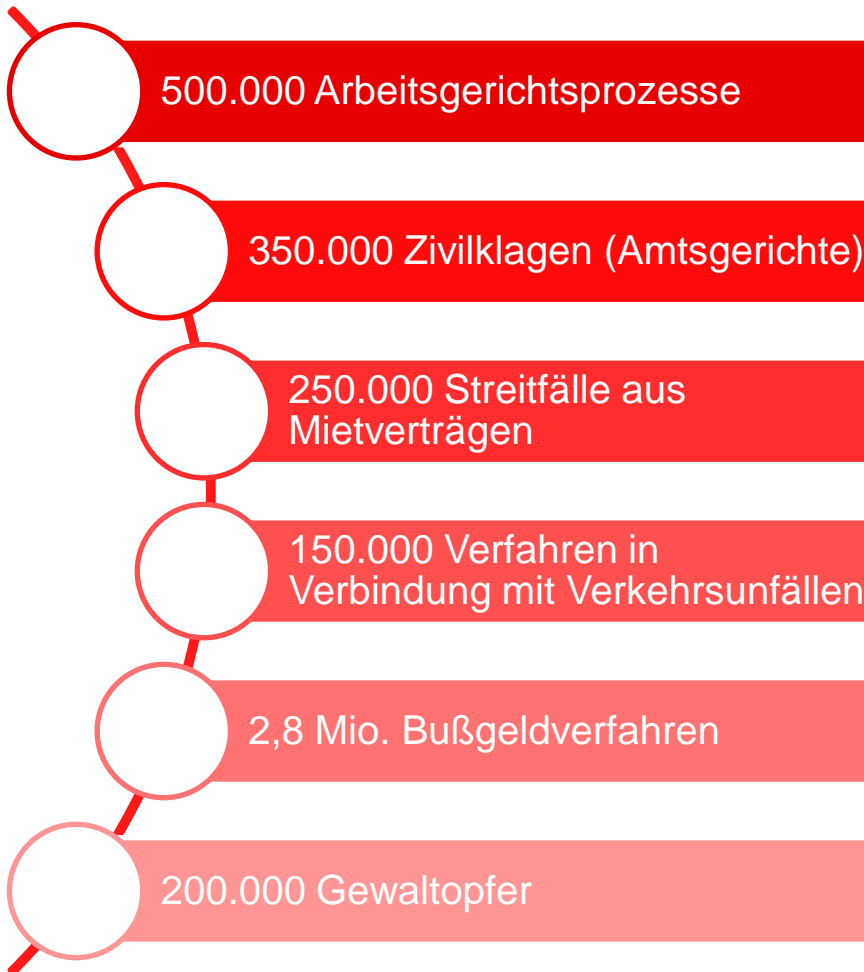 500.000 Arbeitsgerichtsprozesse
350.000 Zivilklagen (Amtsgerichte)
250.000 Streitfälle aus
Mietverträgen
150.000 Verfahren in
Verbindung mit Verkehrsunfällen
2,8 Mio. Bußgeldverfahren
200.000 Gewaltopfer